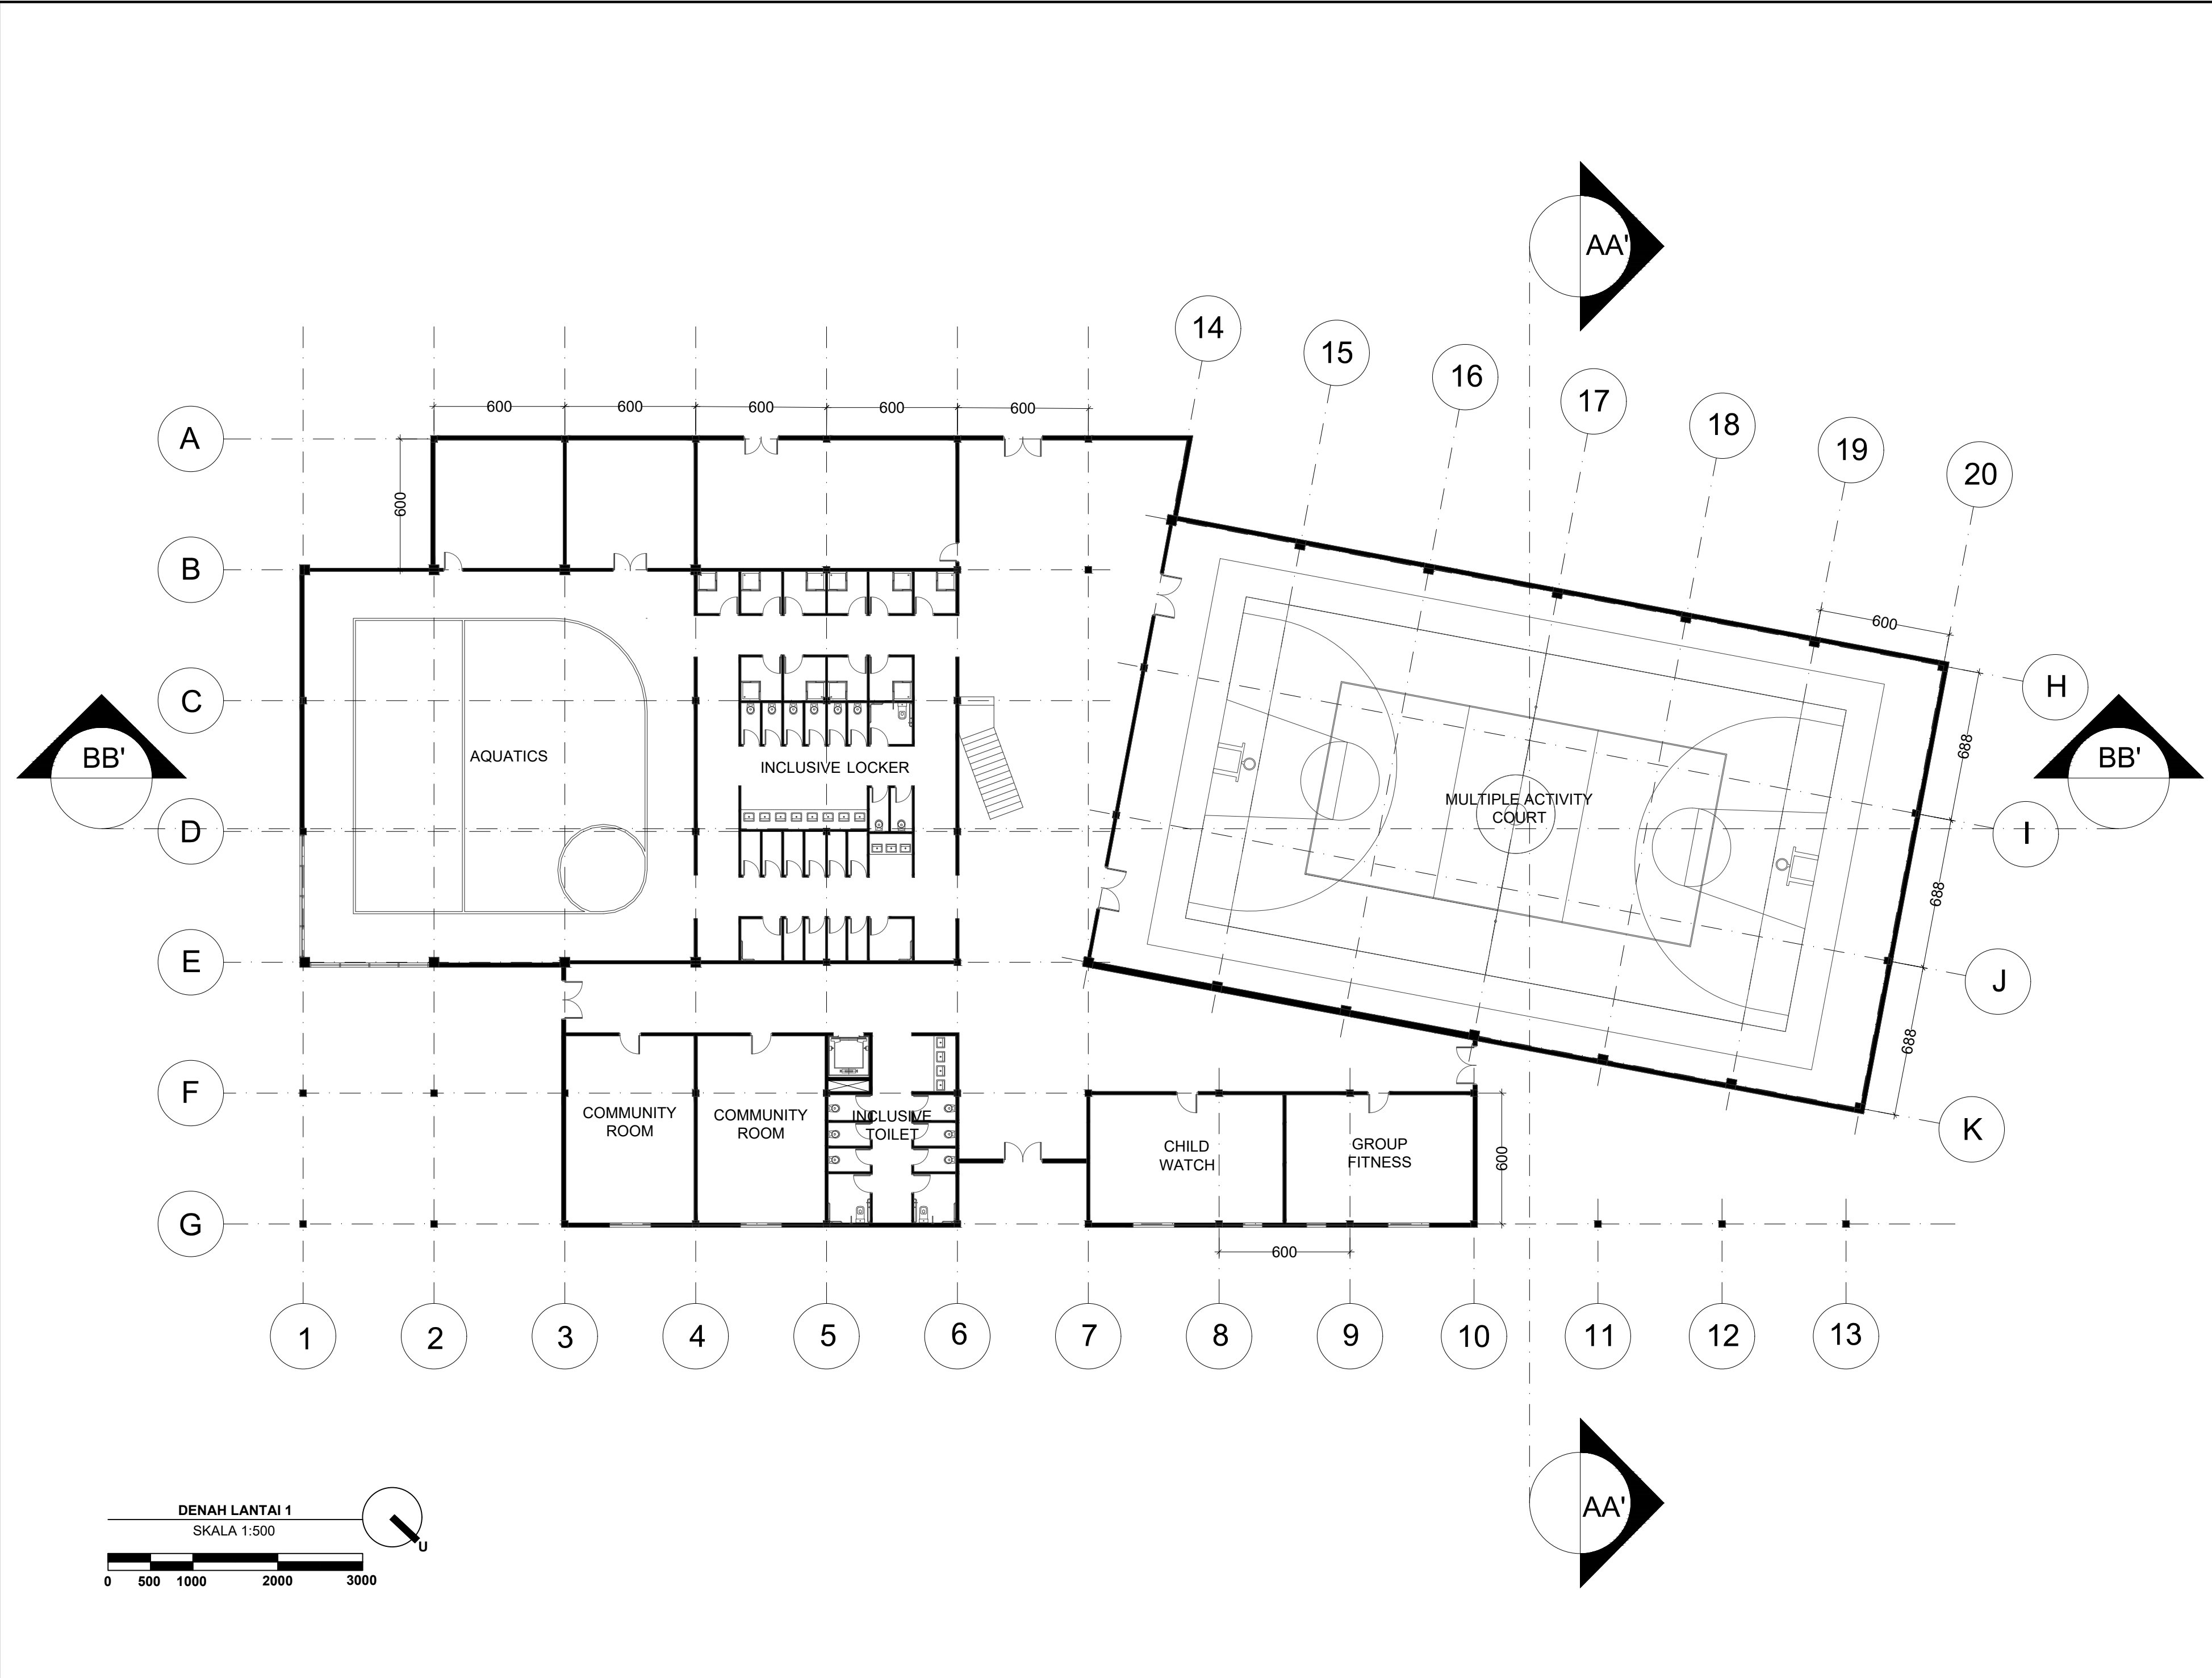 AA'
14
15
16
17
18
19
20
600
600
600
600
600
A
600
B
600
H
C
688
BB'
AQUATICS
INCLUSIVE LOCKER
BB'
MULTIPLE ACTIVITY
COURT
D
I
688
E
J
688
F
COMMUNITY
ROOM
COMMUNITY
ROOM
INCLUSIVE
TOILET
CHILD
WATCH
GROUP
FITNESS
600
K
G
600
1
2
3
4
5
6
7
8
9
10
11
12
13
AA'
DENAH LANTAI 1
SKALA 1:500
U
0
500
1000
2000
3000